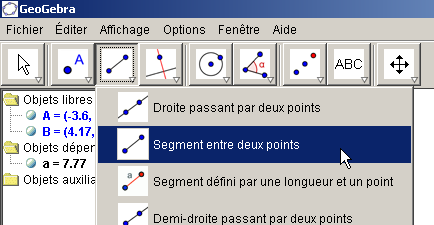 GeoGebra
Fichier Éditer Affichage Options Fenêtre Aide
A α ABC
Objets libres
A = (-3.6,
B = (4.17,
Objets dépen
a = 7.77
Objets auxilia
Droite passant par deux points
Segment entre deux points
a
Segment défini par une longueur et un point
Demi-droite passant par deux points